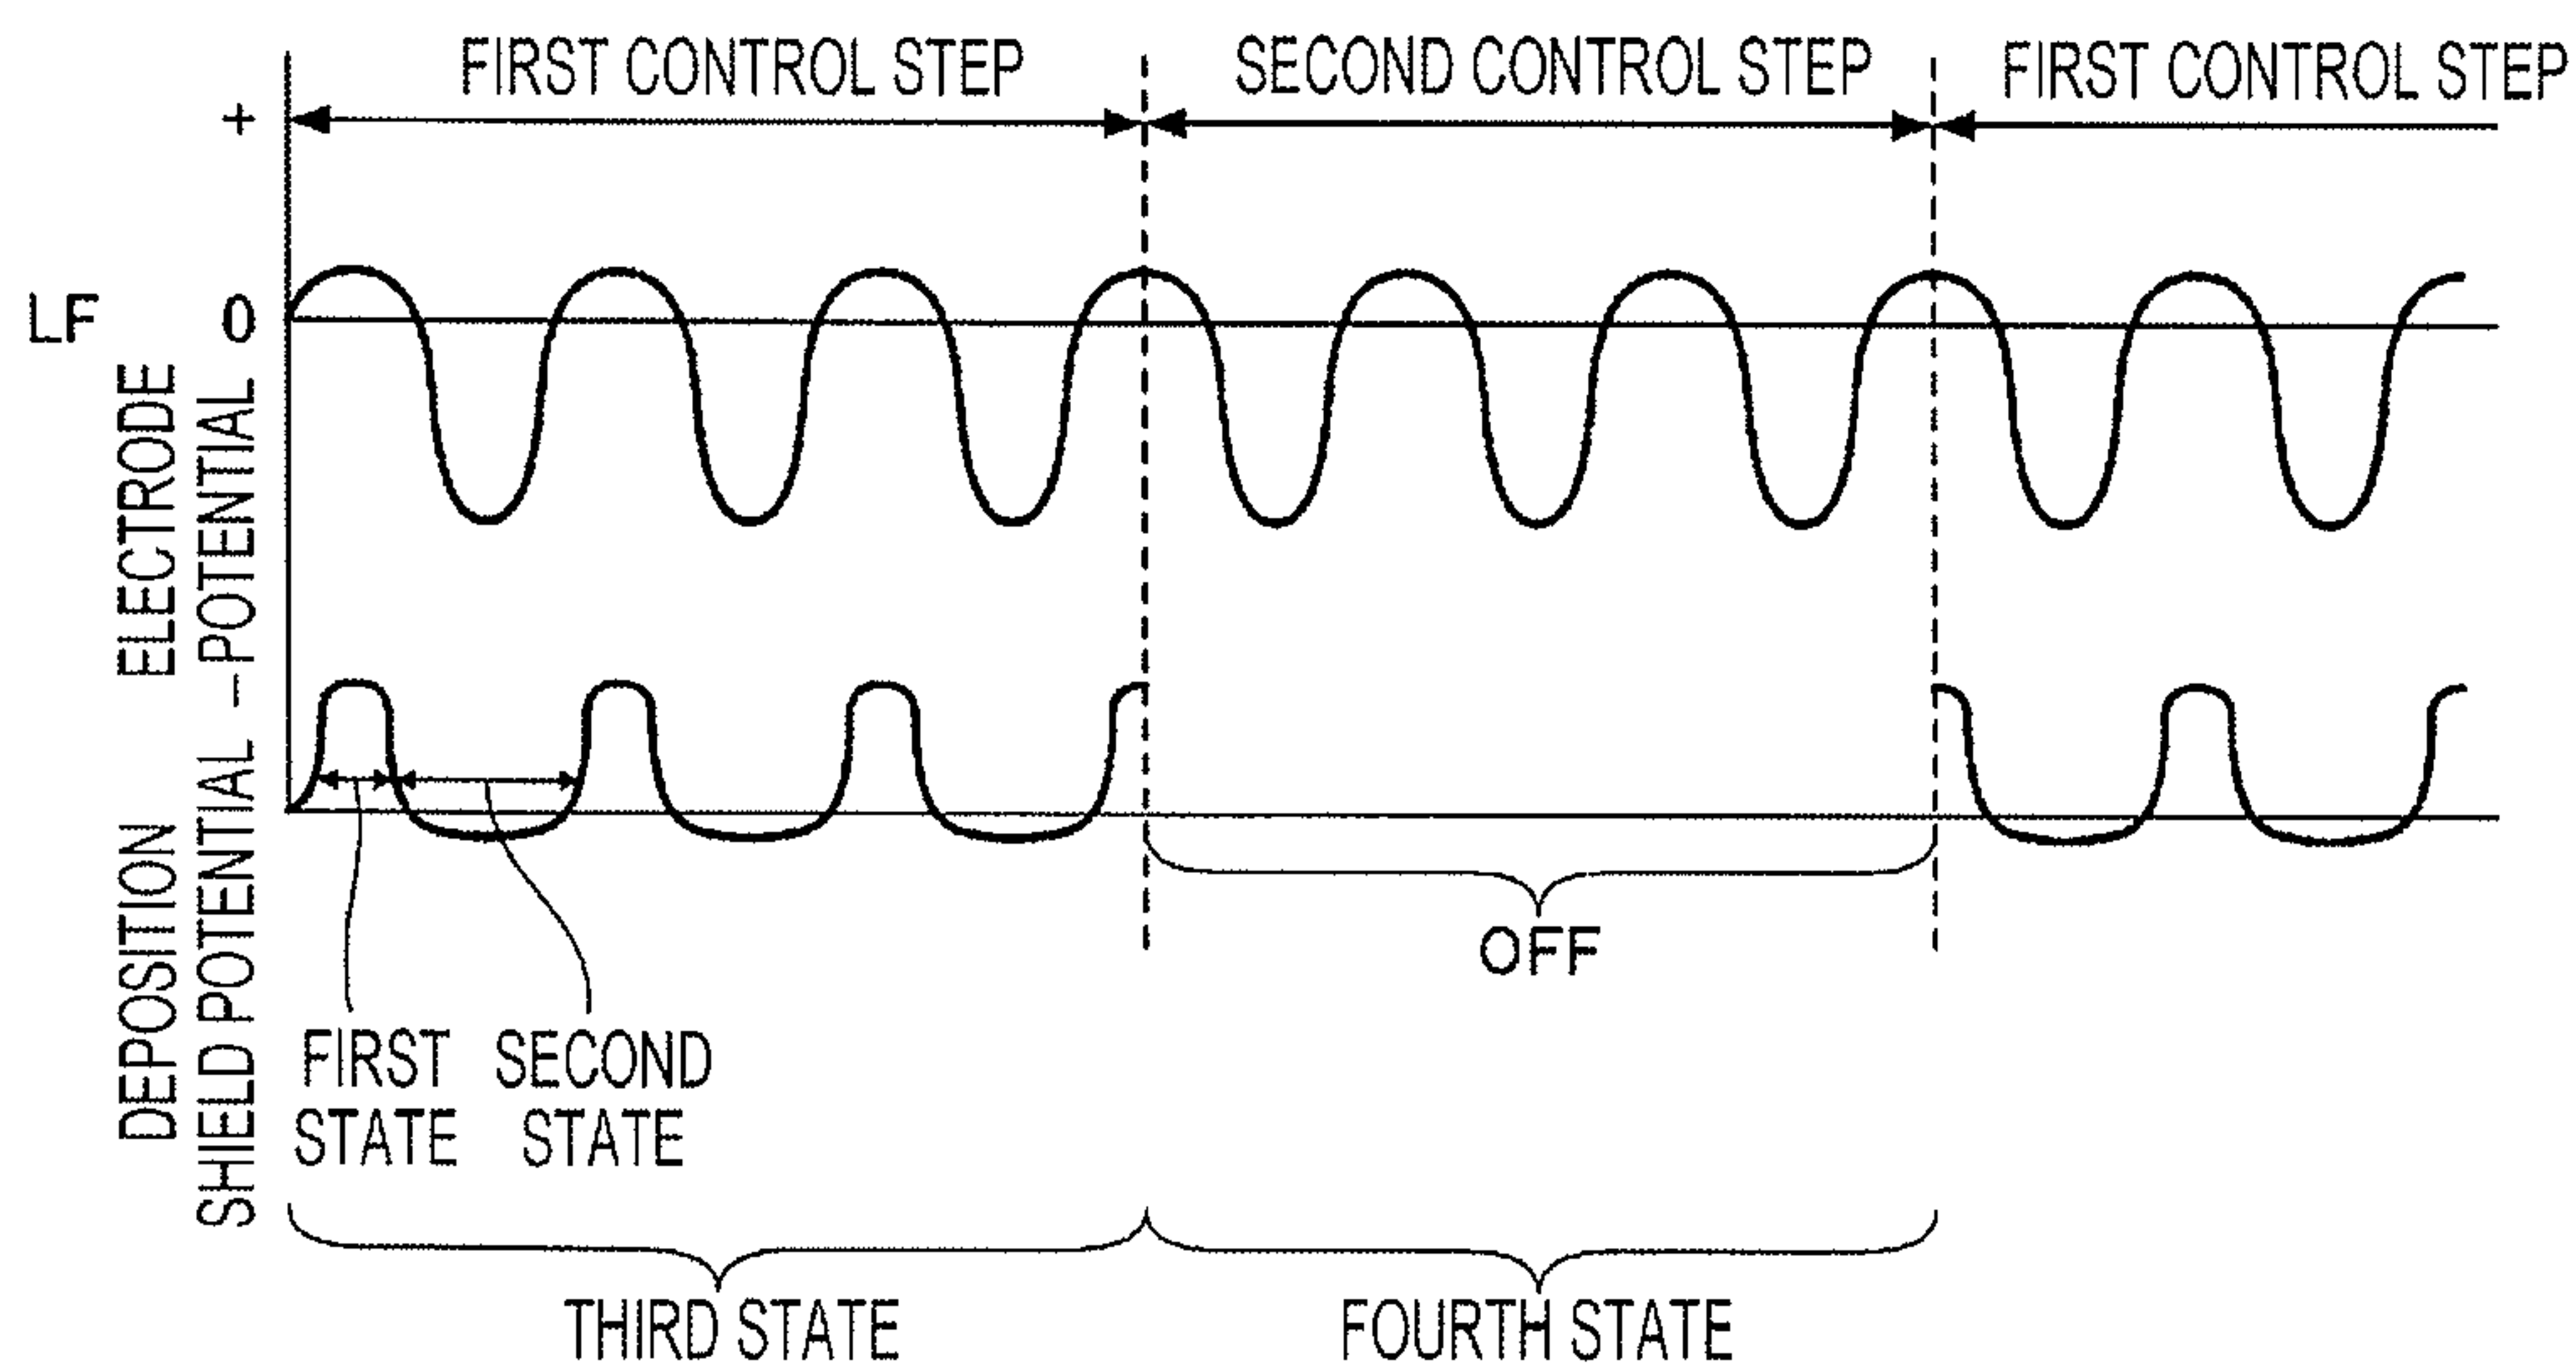 FIRST CONTROL STEP
SECOND CONTROL STEP
FIRST CONTROL STEP
+
LF
0
ELECTRODE
POTENTIAL
–
DEPOSITION
SHIELD POTENTIAL
OFF
FIRST
STATE
SECOND
STATE
THIRD STATE
FOURTH STATE